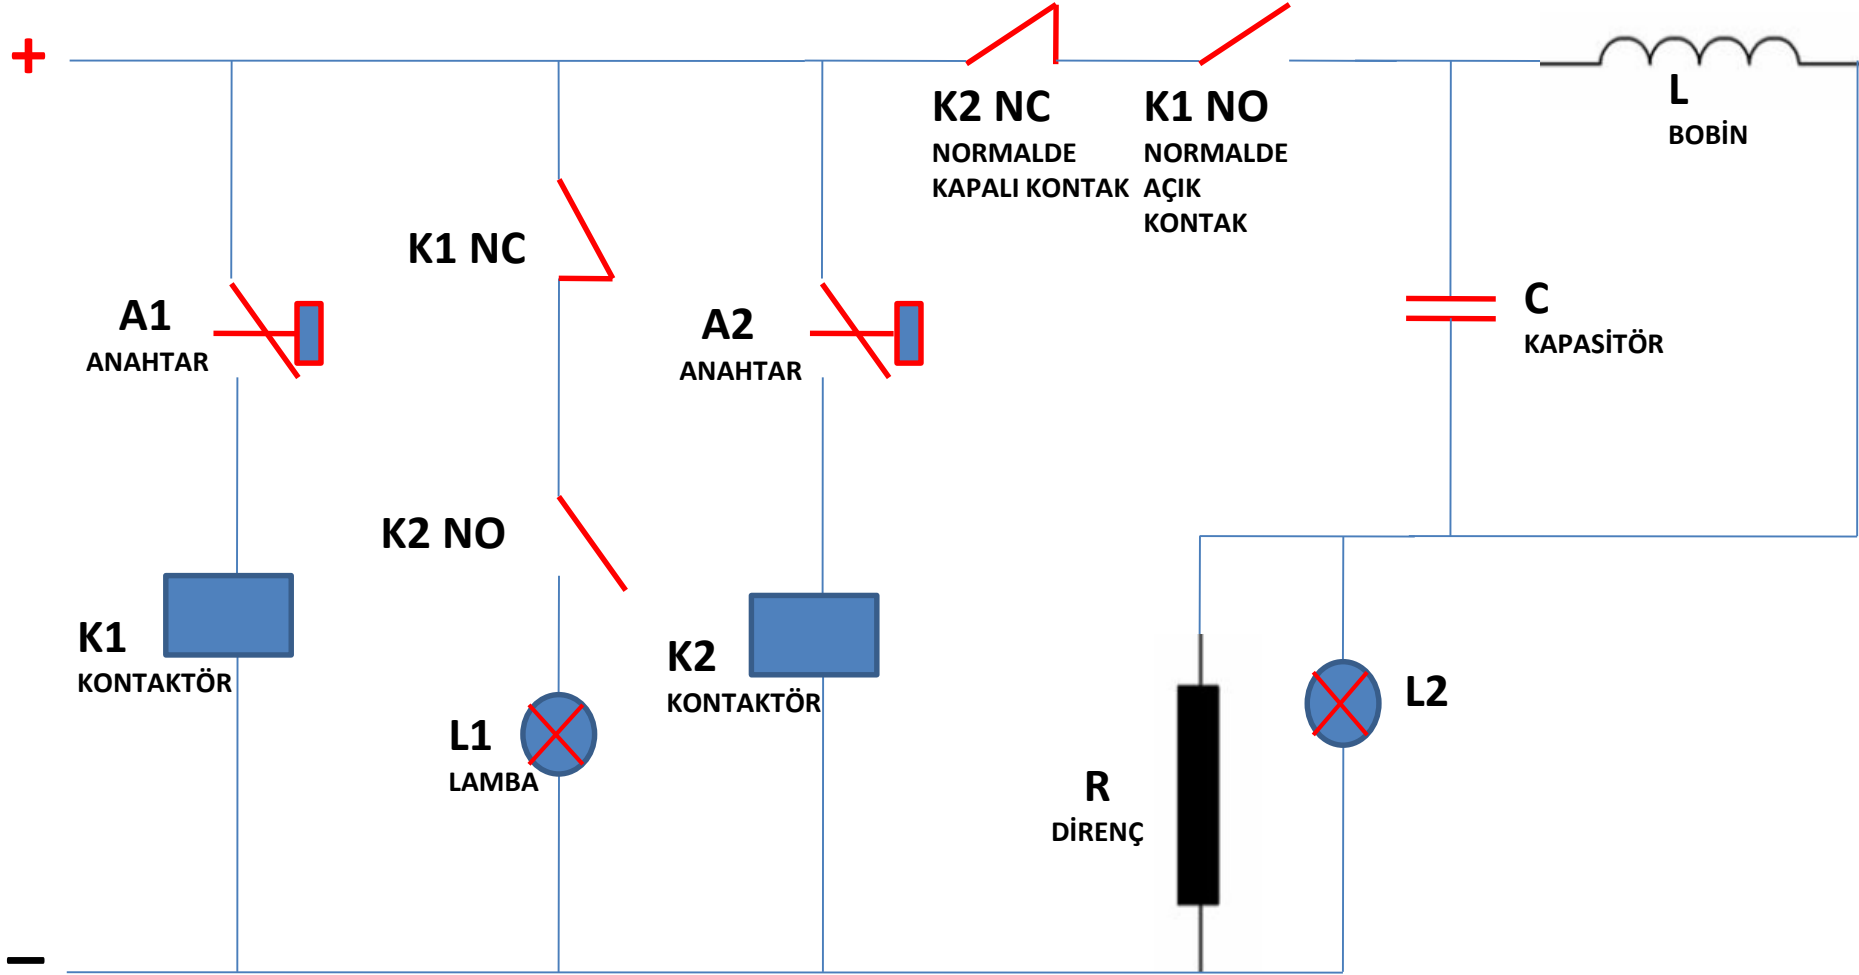 +
K2 NC
NORMALDE
KAPALI KONTAK
K1 NO
NORMALDE
AÇIK
KONTAK
L
BOBİN
K1 NC
A1
ANAHTAR
A2
ANAHTAR
C
KAPASİTÖR
K2 NO
K1
KONTAKTÖR
K2
KONTAKTÖR
L1
LAMBA
L2
R
DİRENÇ
–